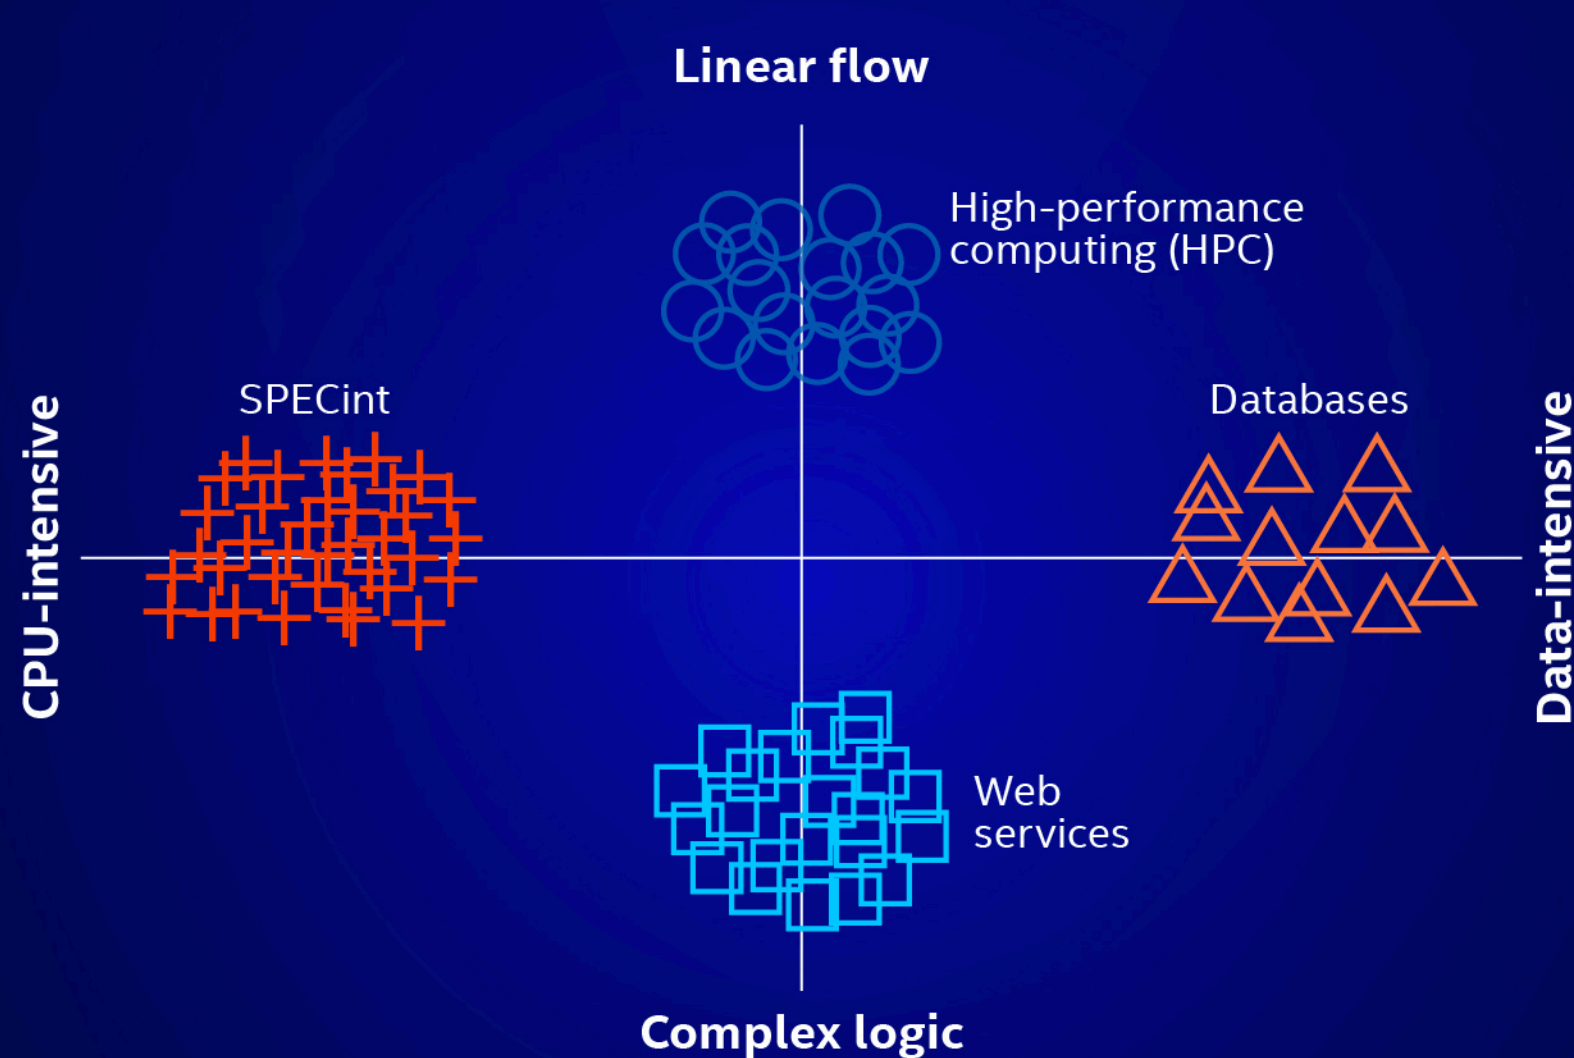 Linear flow
High-performance
computing (HPC)
SPECint
Databases
CPU-intensive
Data-intensive
Web
services
Complex logic